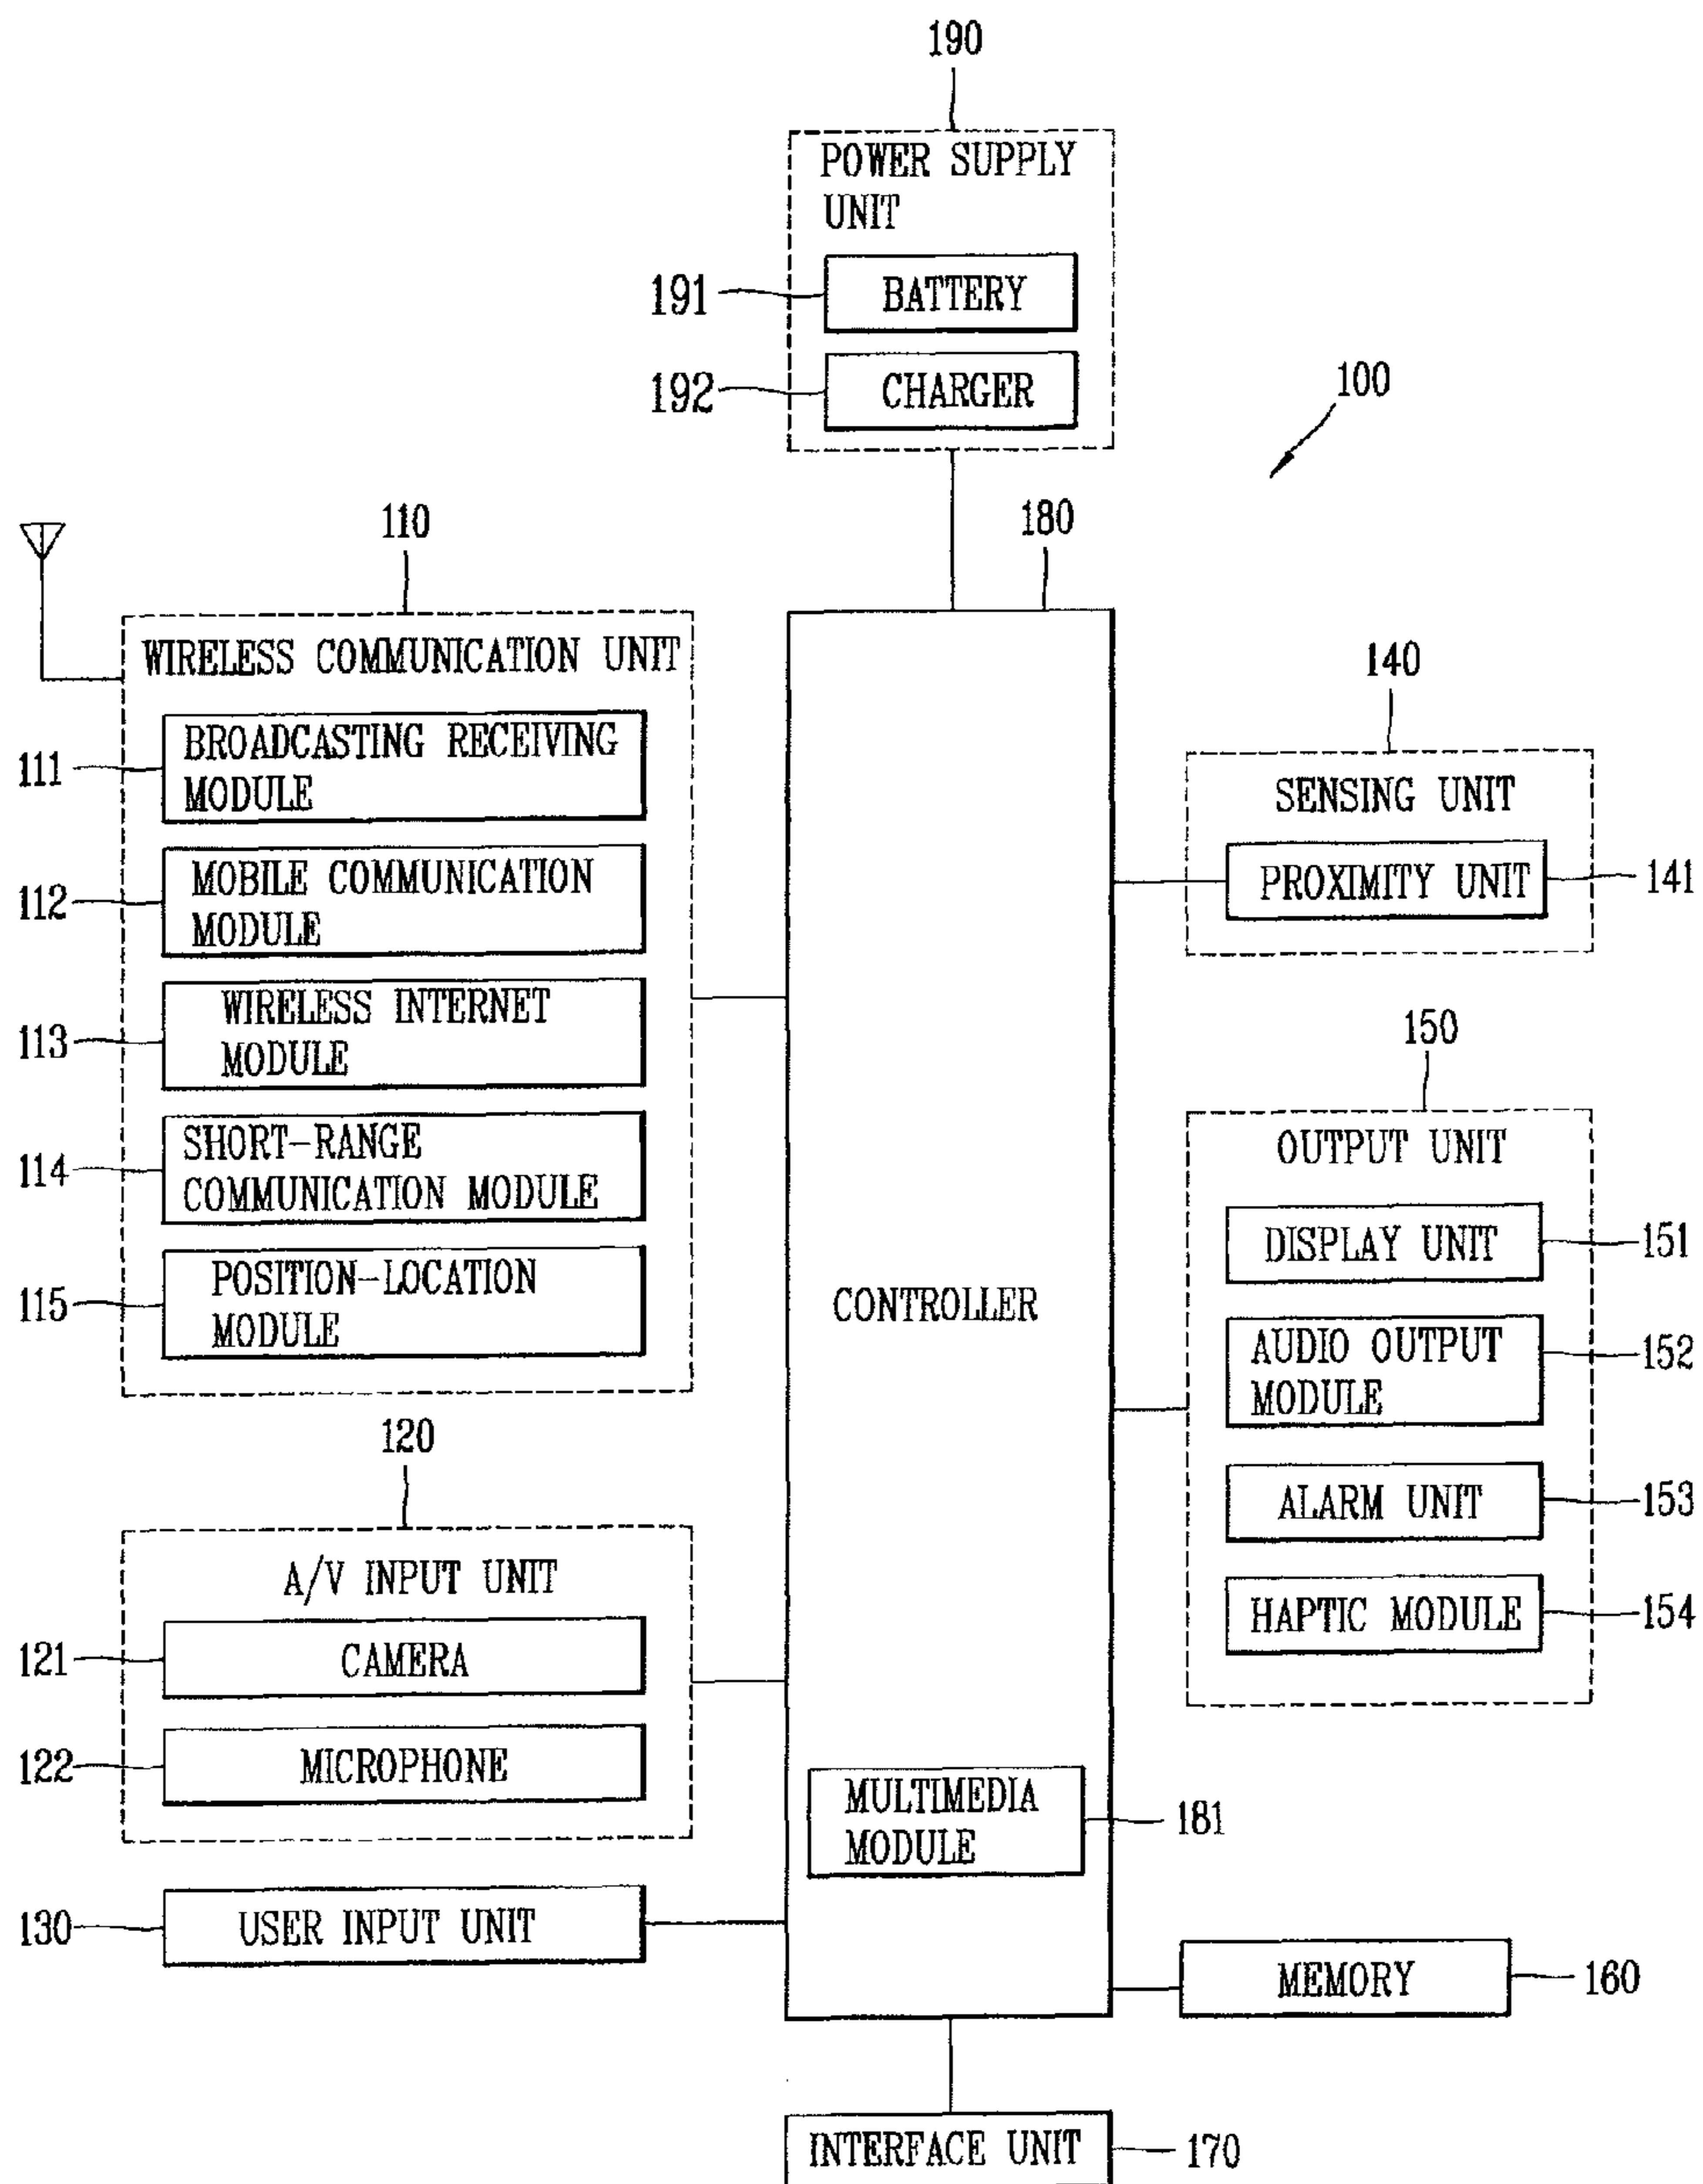 190
POWER SUPPLY
UNIT
191
BATTERY
192
CHARGER
100
110
180
WIRELESS COMMUNICATION UNIT
111
BROADCASTING RECEIVING
MODULE
112
MOBILE COMMUNICATION
MODULE
113
WIRELESS INTERNET
MODULE
114
SHORT-RANGE
COMMUNICATION MODULE
115
POSITION-LOCATION
MODULE
120
A/V INPUT UNIT
121
CAMERA
122
MICROPHONE
130
USER INPUT UNIT
CONTROLLER
MULTIMEDIA
MODULE
181
140
SENSING UNIT
PROXIMITY UNIT
141
150
OUTPUT UNIT
DISPLAY UNIT
151
AUDIO OUTPUT
MODULE
152
ALARM UNIT
153
HAPTIC MODULE
154
MEMORY
160
INTERFACE UNIT
170